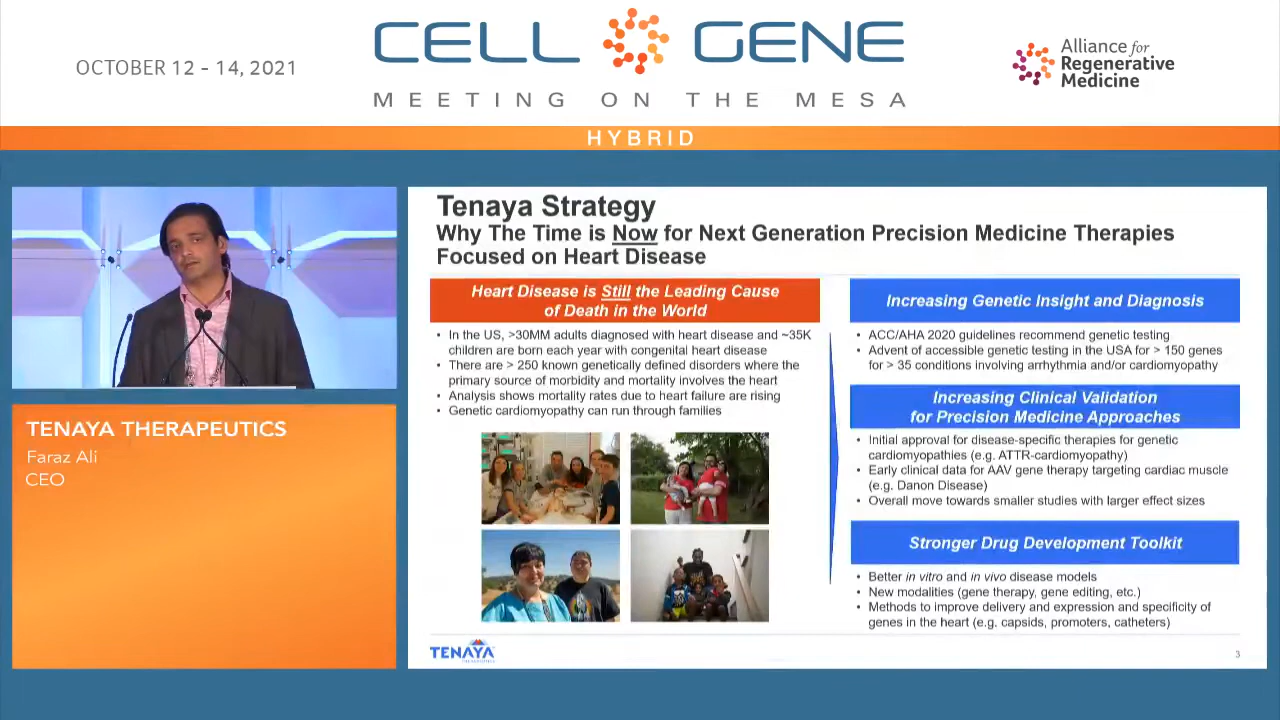 OCTOBER 12 - 14, 2021
CELL GENE
MEETING ON THE MESA
Alliance for
Regenerative
Medicine
HYBRID
TENAYA THERAPEUTICS
Faraz Ali
CEO
Tenaya Strategy
Why The Time is Now for Next Generation Precision Medicine Therapies
Focused on Heart Disease
Heart Disease is Still the Leading Cause
of Death in the World
• In the US, >30MM adults diagnosed with heart disease and ~35K
children are born each year with congenital heart disease
• There are > 250 known genetically defined disorders where the
primary source of morbidity and mortality involves the heart
• Analysis shows mortality rates due to heart failure are rising
• Genetic cardiomyopathy can run through families
Increasing Genetic Insight and Diagnosis
• ACC/AHA 2020 guidelines recommend genetic testing
• Advent of accessible genetic testing in the USA for > 150 genes
for > 35 conditions involving arrhythmia and/or cardiomyopathy
Increasing Clinical Validation
for Precision Medicine Approaches
• Initial approval for disease-specific therapies for genetic
cardiomyopathies (e.g. ATTR-cardiomyopathy)
• Early clinical data for AAV gene therapy targeting cardiac muscle
(e.g. Danon Disease)
• Overall move towards smaller studies with larger effect sizes
Stronger Drug Development Toolkit
• Better in vitro and in vivo disease models
• New modalities (gene therapy, gene editing, etc.)
• Methods to improve delivery and expression and specificity of
genes in the heart (e.g. capsids, promoters, catheters)
TENAYA
THERAPEUTICS
3